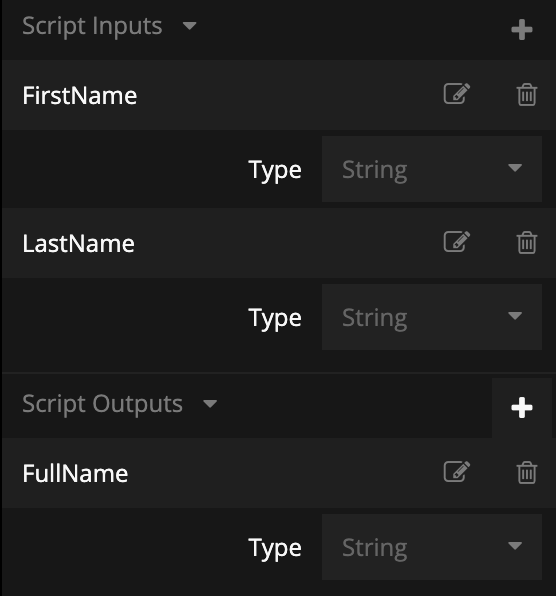 Script Inputs
FirstName
Type String
LastName
Type String
Script Outputs
FullName
Type String